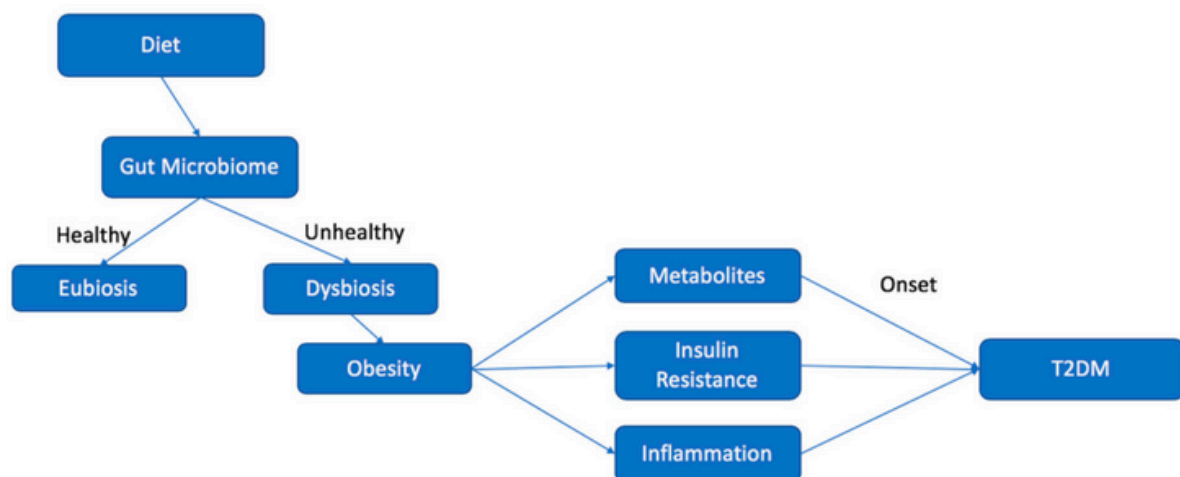 Diet
Gut Microbiome
Healthy
Unhealthy
Eubiosis
Dysbiosis
Obesity
Metabolites
Insulin
Resistance
Inflammation
Onset
T2DM